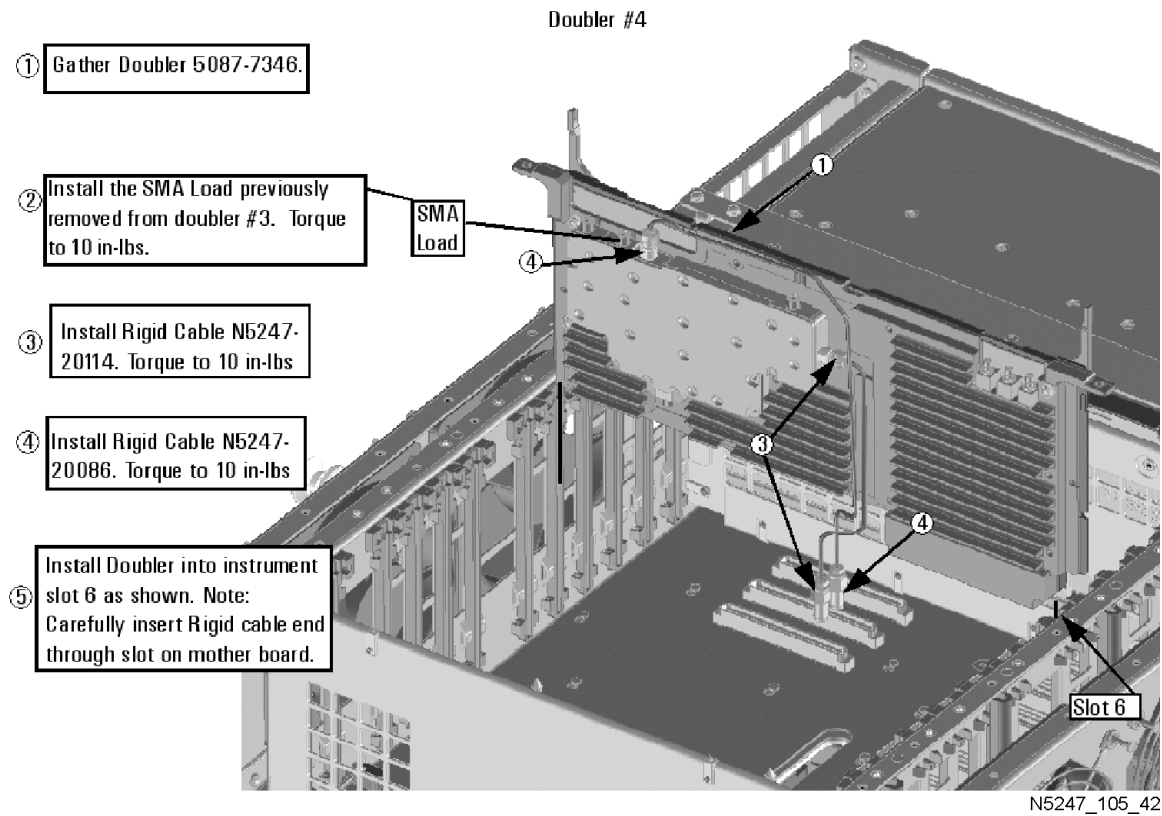 Doubler #4
① Gather Doubler 5087-7346.
② Install the SMA Load previously
removed from doubler #3. Torque
to 10 in-lbs.
③ Install Rigid Cable N5247-
20114. Torque to 10 in-lbs
④ Install Rigid Cable N5247-
20086. Torque to 10 in-lbs
⑤ Install Doubler into instrument
slot 6 as shown. Note:
Carefully insert Rigid cable end
through slot on mother board.
SMA
Load
①
④
③
④
Slot 6
N5247_105_42